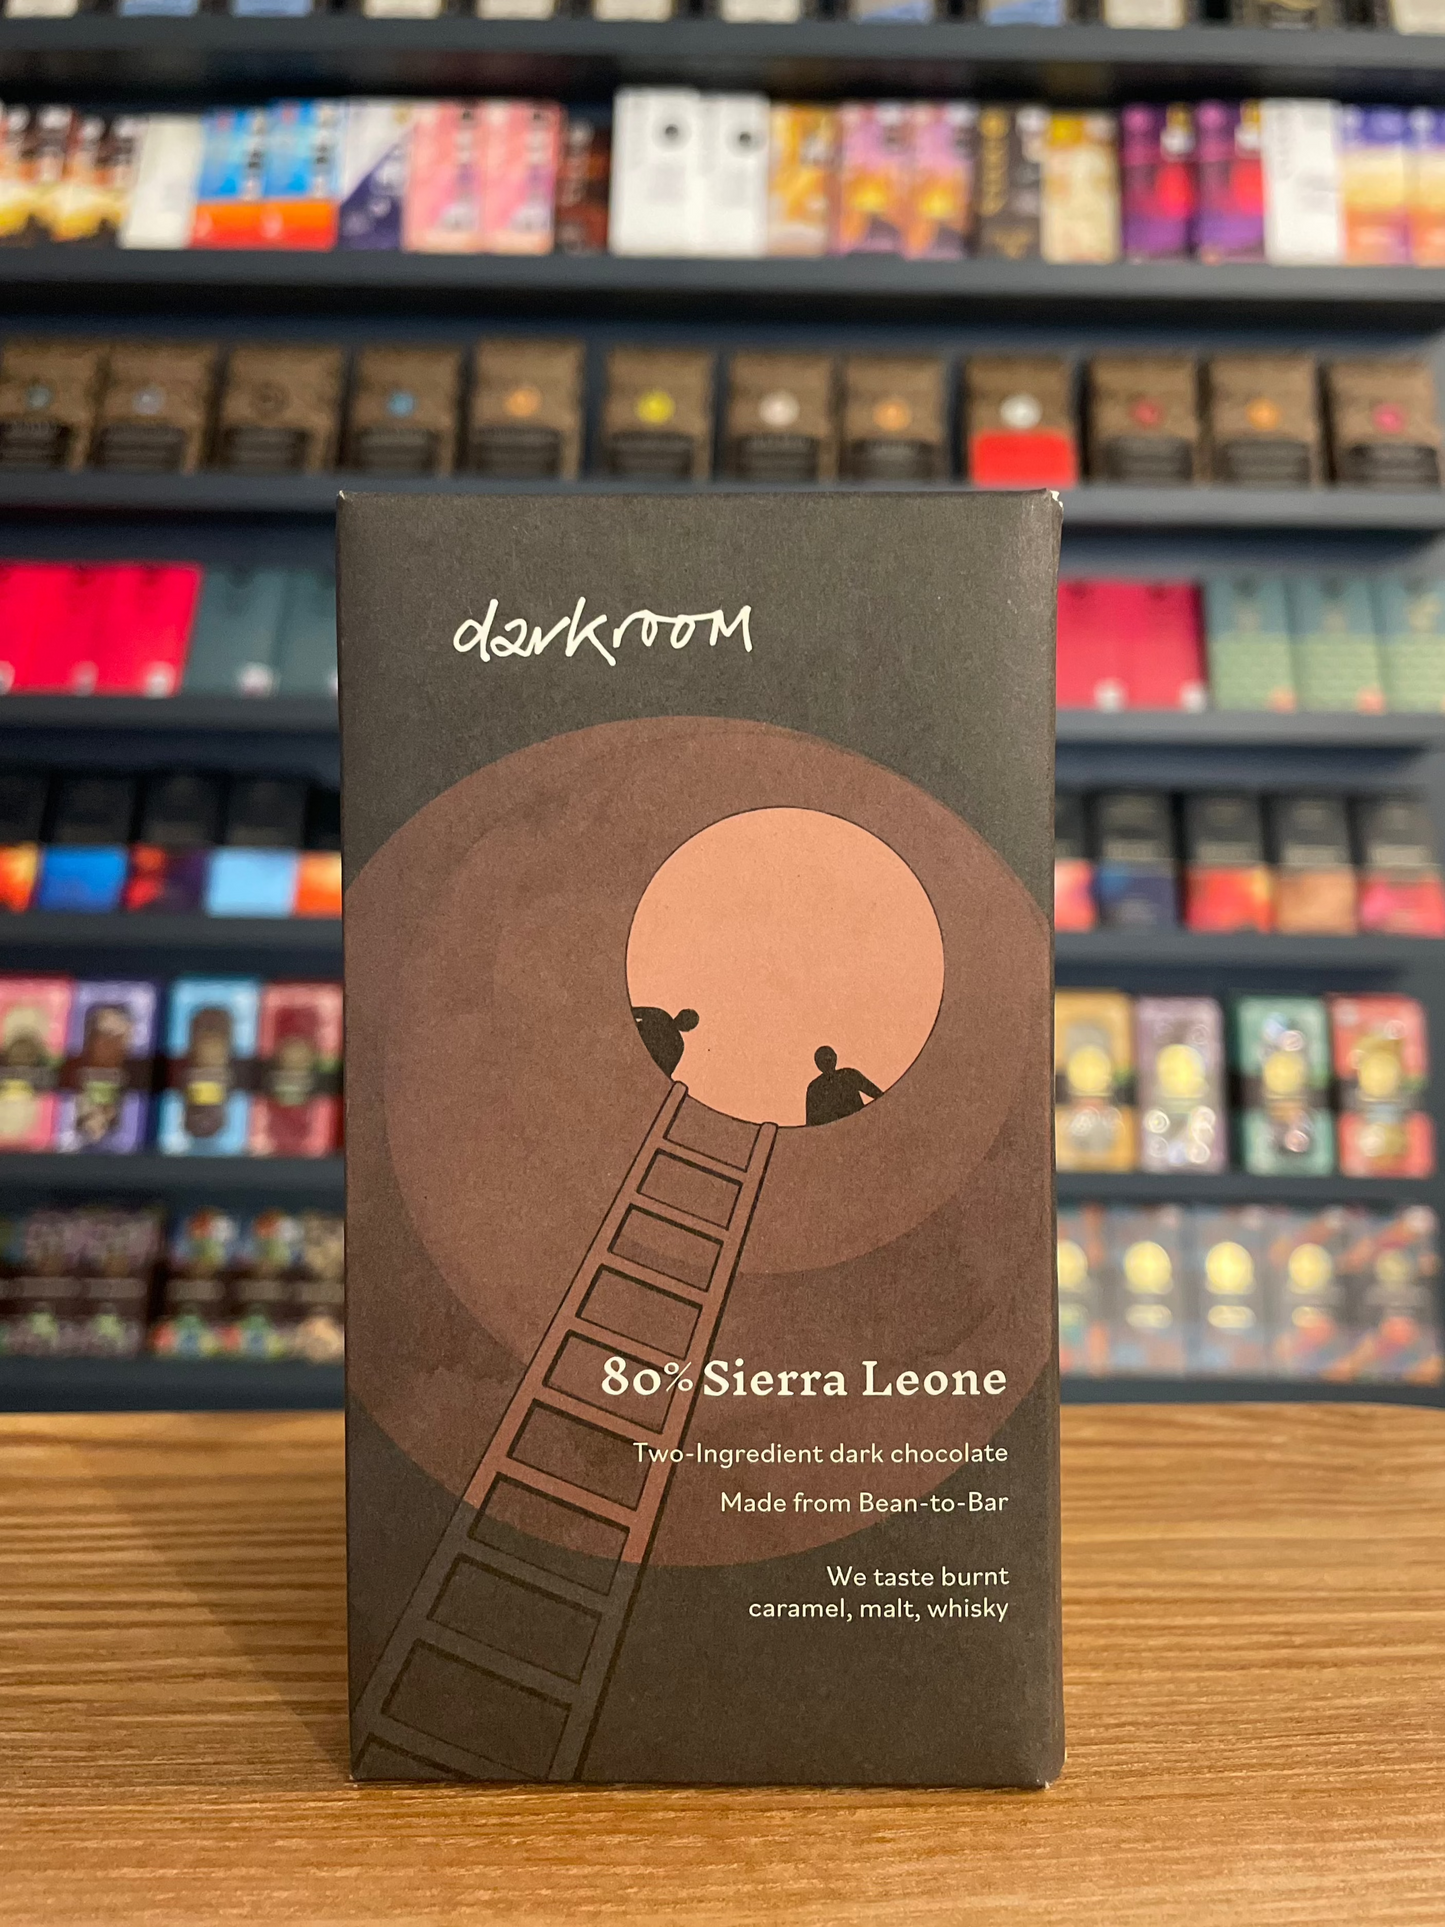 darkroom
80% Sierra Leone
Two-Ingredient dark chocolate
Made from Bean-to-Bar
We taste burnt
caramel, malt, whisky